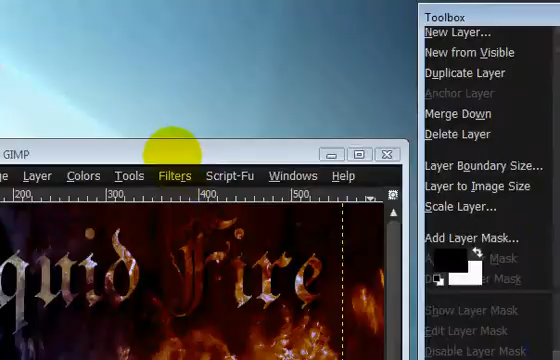 Toolbox
New Layer...
New from Visible
Duplicate Layer
Anchor Layer
Merge Down
Delete Layer
Layer Boundary Size...
Layer to Image Size
Scale Layer...
Add Layer Mask...
Mask
Mask
Show Layer Mask
Edit Layer Mask
Disable Layer Mask
GIMP
ge Layer Colors Tools Filters Script-Fu Windows Help
200 300 400 500
quid Fire